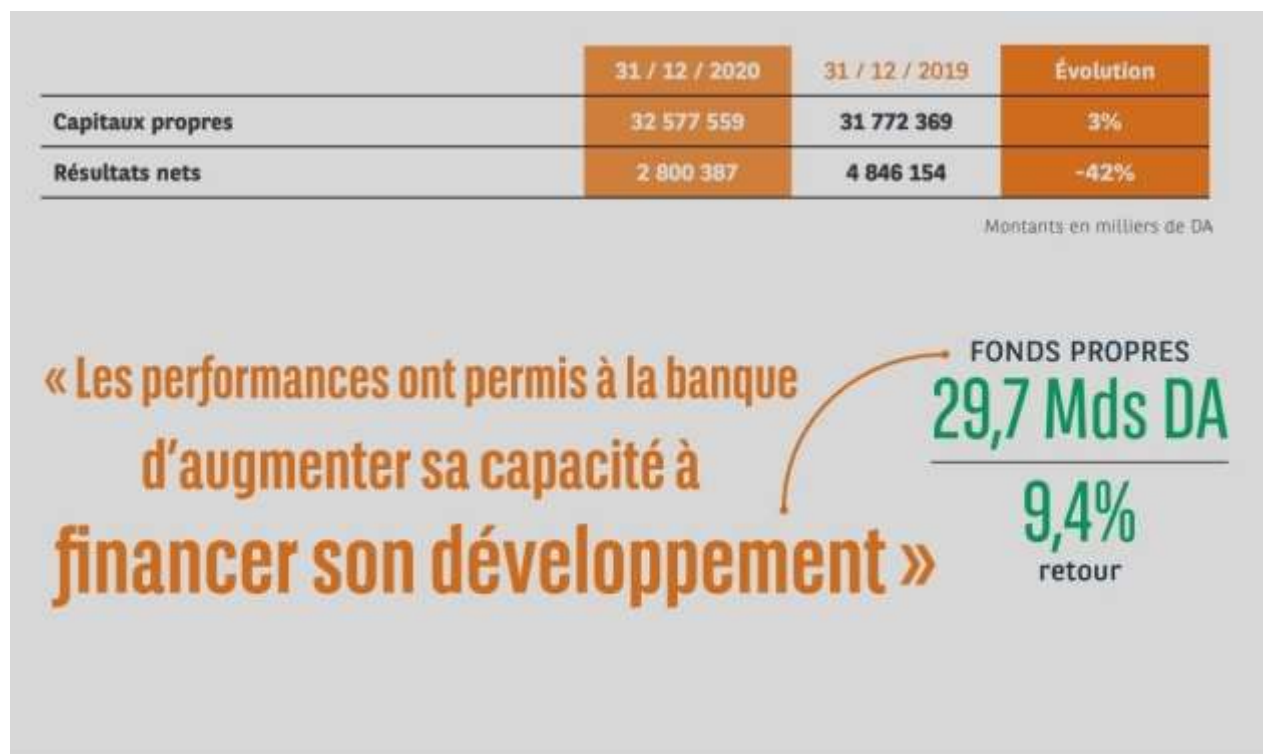 31 / 12 / 2020 31 / 12 / 2019 Évolution
Capitaux propres 32 577 559 31 772 369 3%
Résultats nets 2 800 387 4 846 154 -42%
Montants en milliers de DA
« Les performances ont permis à la banque
d'augmenter sa capacité à
financer son développement »
FONDS PROPRES
29,7 Mds DA
9,4%
retour